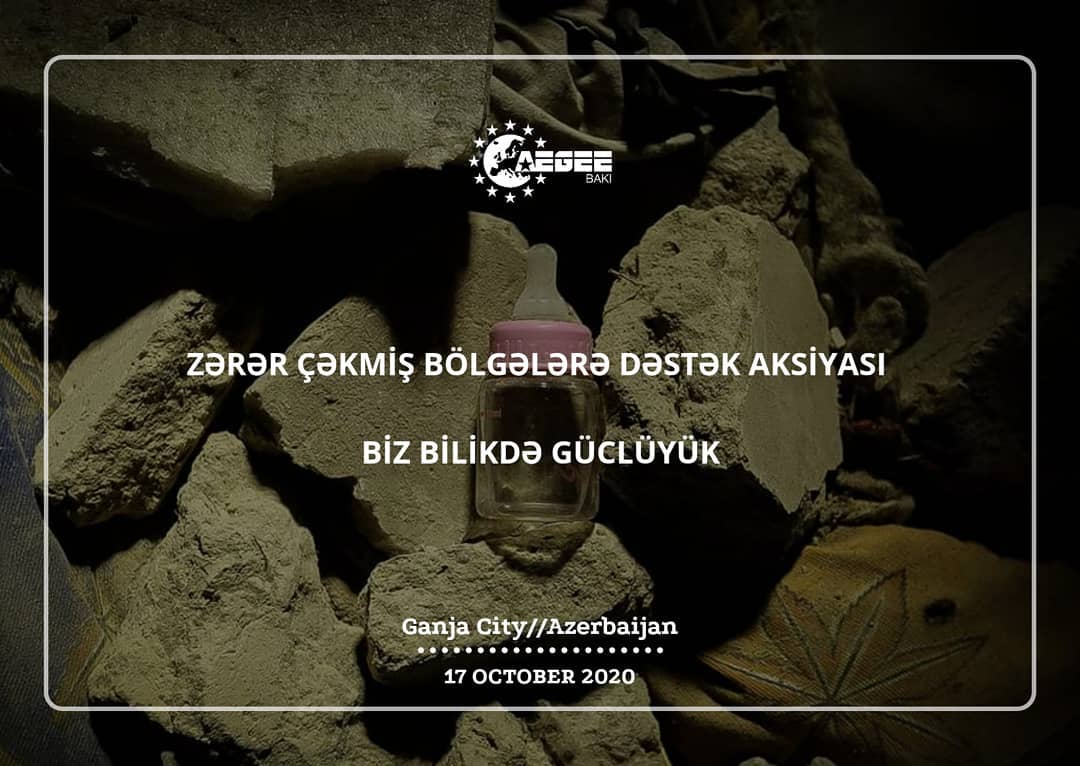 AEGEE
BAKI
ZƏRƏR ÇƏKMİŞ BÖLGƏLƏRƏ DƏSTƏK AKSİYASI
BİZ BİLİKDƏ GÜCLÜYÜK
Ganja City//Azerbaijan
17 OCTOBER 2020